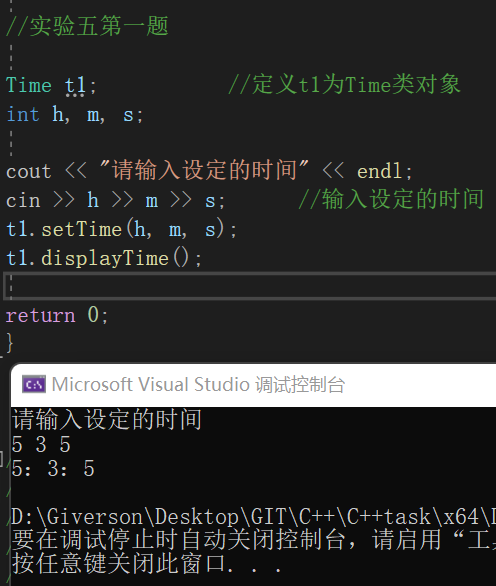 //实验五第一题
Time t1; //定义t1为Time类对象
int h, m, s;
cout << "请输入设定的时间" << endl;
cin >> h >> m >> s; //输入设定的时间
t1.setTime(h, m, s);
t1.displayTime();
return 0;
}
Microsoft Visual Studio 调试控制台
请输入设定的时间
5 3 5
5：3：5
D:\Giverson\Desktop\GIT\C++\C++task\x64\D
要在调试停止时自动关闭控制台，请启用“工具
按任意键关闭此窗口. . .